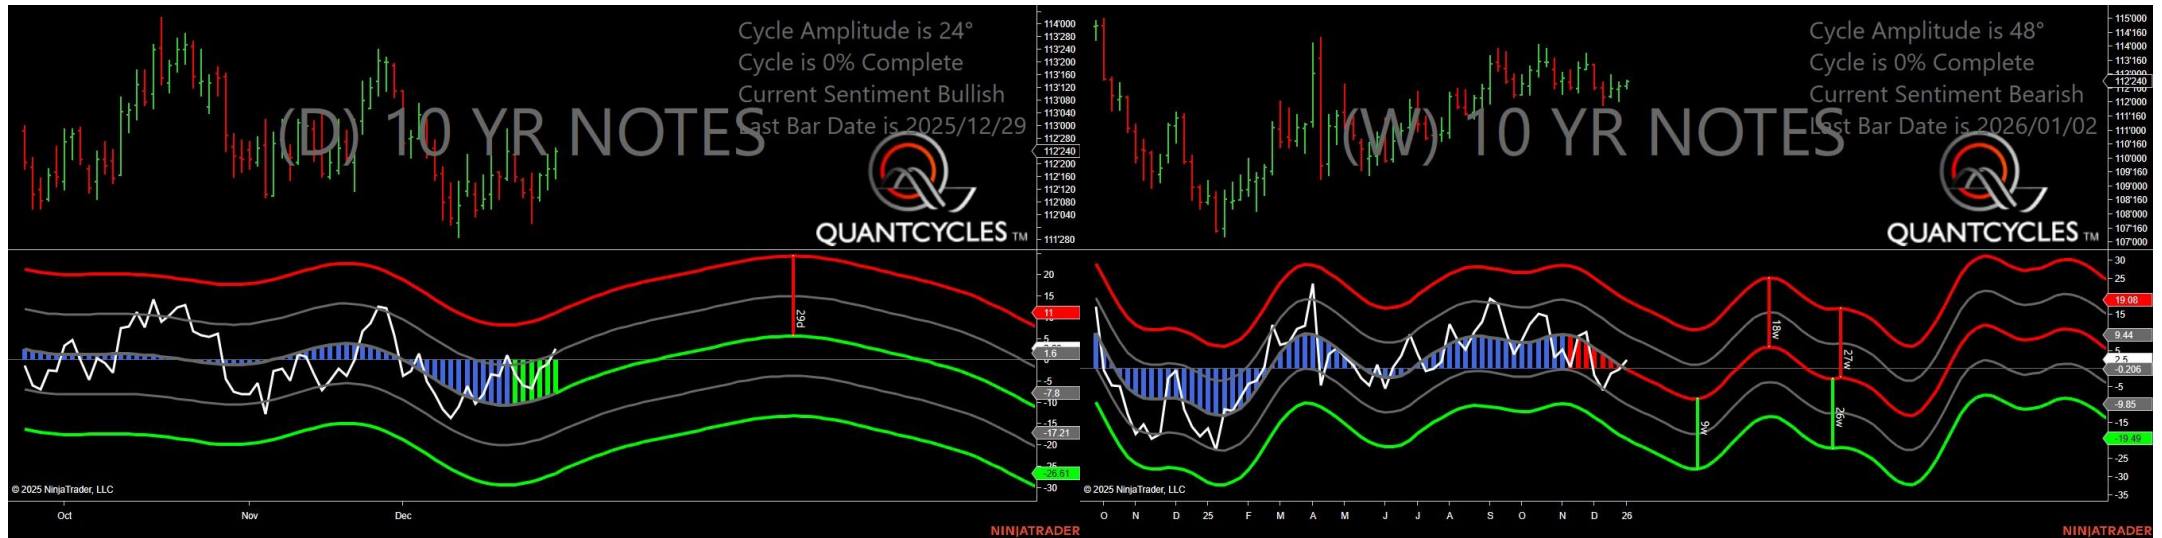 Cycle Amplitude is 24°
Cycle is 0% Complete
Current Sentiment Bullish
Last Bar Date is 2025/12/29
(D) 10 YR NOTES
QUANTCYCLES TM
114'000
113'280
113'240
113'200
113'160
113'120
113'080
113'040
113'000
112'280
112'240
112'200
112'160
112'120
112'080
112'040
111'280
20
15
11
5
1.6
-5
-7.8
-10
-15
-17.21
-20
-26.61
-30
29d
© 2025 NinjaTrader, LLC
Oct Nov Dec
NINJATRADER
Cycle Amplitude is 48°
Cycle is 0% Complete
Current Sentiment Bearish
Last Bar Date is 2026/01/02
(W) 10 YR NOTES
QUANTCYCLES TM
115'000
114'160
114'000
113'160
112'240
112'000
111'160
111'000
110'160
110'000
109'160
109'000
108'160
108'000
107'160
107'000
30
25
19.08
15
9.44
5
2.5
-0.206
-5
-9.85
-15
-19.49
-25
-30
-35
9w
18w
27w
26w
© 2025 NinjaTrader, LLC
O N D 25 F M A M J J A S O N D 26
NINJATRADER